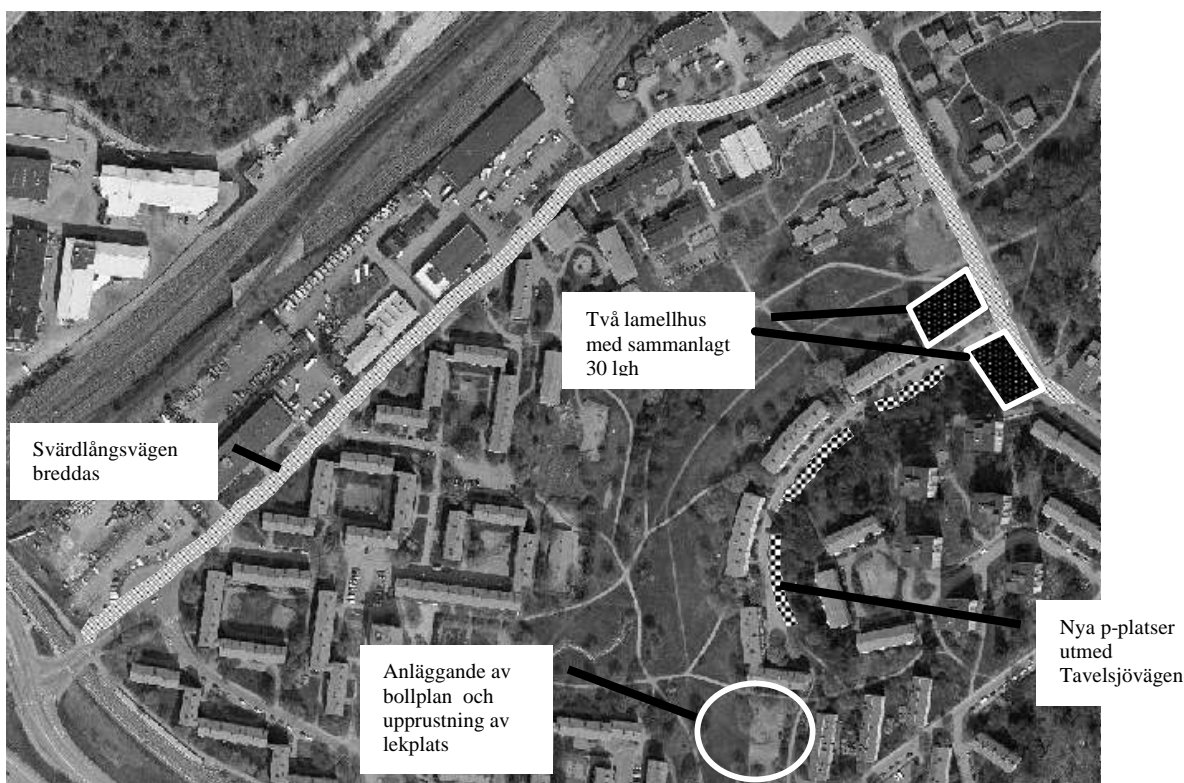 Två lamellhus
med sammanlagt
30 lgh
Svärdlångsvägen
breddas
Anläggande av
bollplan och
upprustning av
lekplats
Nya p-platser
utmed
Tavelsjövägen